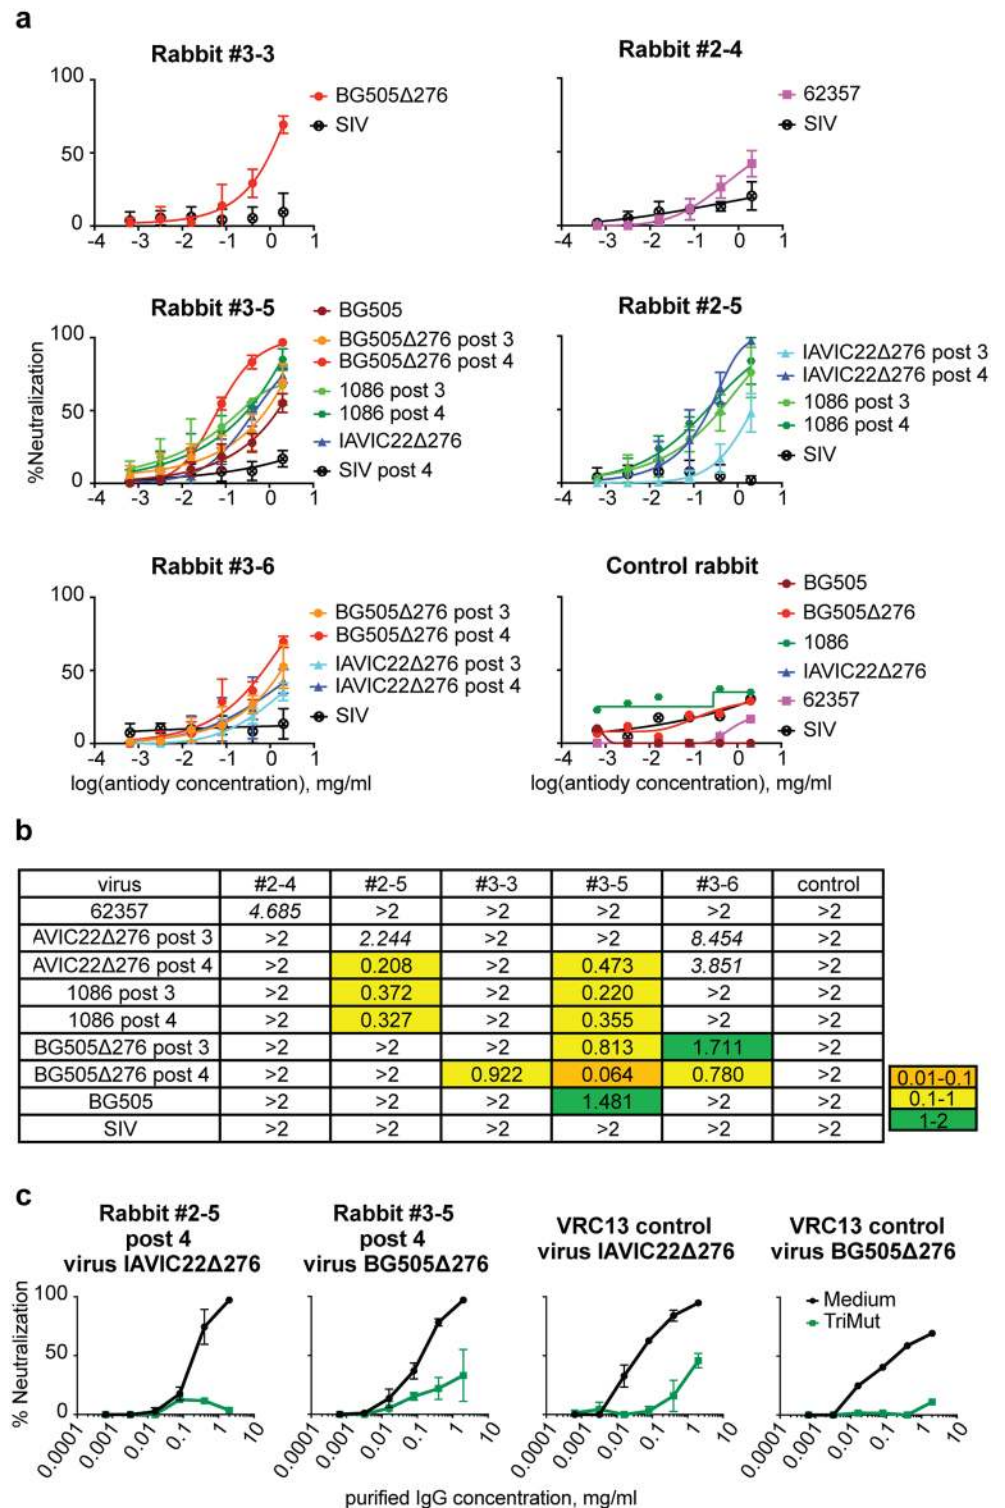 a
Rabbit #3-3
100
50
0
-4 -3 -2 -1 0 1
BG505Δ276
SIV
Rabbit #2-4
-4 -3 -2 -1 0 1
62357
SIV
Rabbit #3-5
%Neutralization
100
50
0
-4 -3 -2 -1 0 1
BG505
BG505Δ276 post 3
BG505Δ276 post 4
1086 post 3
1086 post 4
IAVIC22Δ276
SIV post 4
Rabbit #2-5
-4 -3 -2 -1 0 1
IAVIC22Δ276 post 3
IAVIC22Δ276 post 4
1086 post 3
1086 post 4
SIV
Rabbit #3-6
100
50
0
-4 -3 -2 -1 0 1
log(antiody concentration), mg/ml
BG505Δ276 post 3
BG505Δ276 post 4
IAVIC22Δ276 post 3
IAVIC22Δ276 post 4
SIV
Control rabbit
-4 -3 -2 -1 0 1
log(antiody concentration), mg/ml
BG505
BG505Δ276
1086
IAVIC22Δ276
62357
SIV
b
virus #2-4 #2-5 #3-3 #3-5 #3-6 control
62357 4.685 >2 >2 >2 >2 >2
AVIC22Δ276 post 3 >2 2.244 >2 >2 8.454 >2
AVIC22Δ276 post 4 >2 0.208 >2 0.473 3.851 >2
1086 post 3 >2 0.372 >2 0.220 >2 >2
1086 post 4 >2 0.327 >2 0.355 >2 >2
BG505Δ276 post 3 >2 >2 >2 0.813 1.711 >2
BG505Δ276 post 4 >2 >2 0.922 0.064 0.780 >2
BG505 >2 >2 >2 1.481 >2 >2
SIV >2 >2 >2 >2 >2 >2
0.01-0.1
0.1-1
1-2
c
Rabbit #2-5
post 4
virus IAVIC22Δ276
% Neutralization
100
50
0
0.0001 0.01 0.1 1 10
Rabbit #3-5
post 4
virus BG505Δ276
0.0001 0.01 0.1 1 10
VRC13 control
virus IAVIC22Δ276
0.0001 0.01 0.1 1 10
VRC13 control
virus BG505Δ276
Medium
TriMut
0.0001 0.01 0.1 1 10
purified IgG concentration, mg/ml